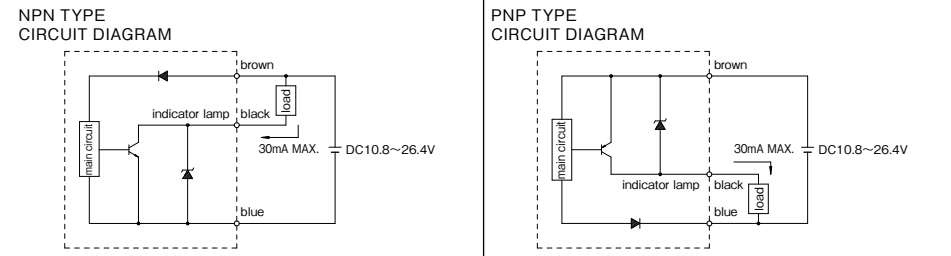 NPN TYPE
CIRCUIT DIAGRAM
brown
load
indicator lamp
black
main circuit
30mA MAX.
DC10.8～26.4V
blue
PNP TYPE
CIRCUIT DIAGRAM
brown
main circuit
30mA MAX.
DC10.8～26.4V
indicator lamp
black
load
blue